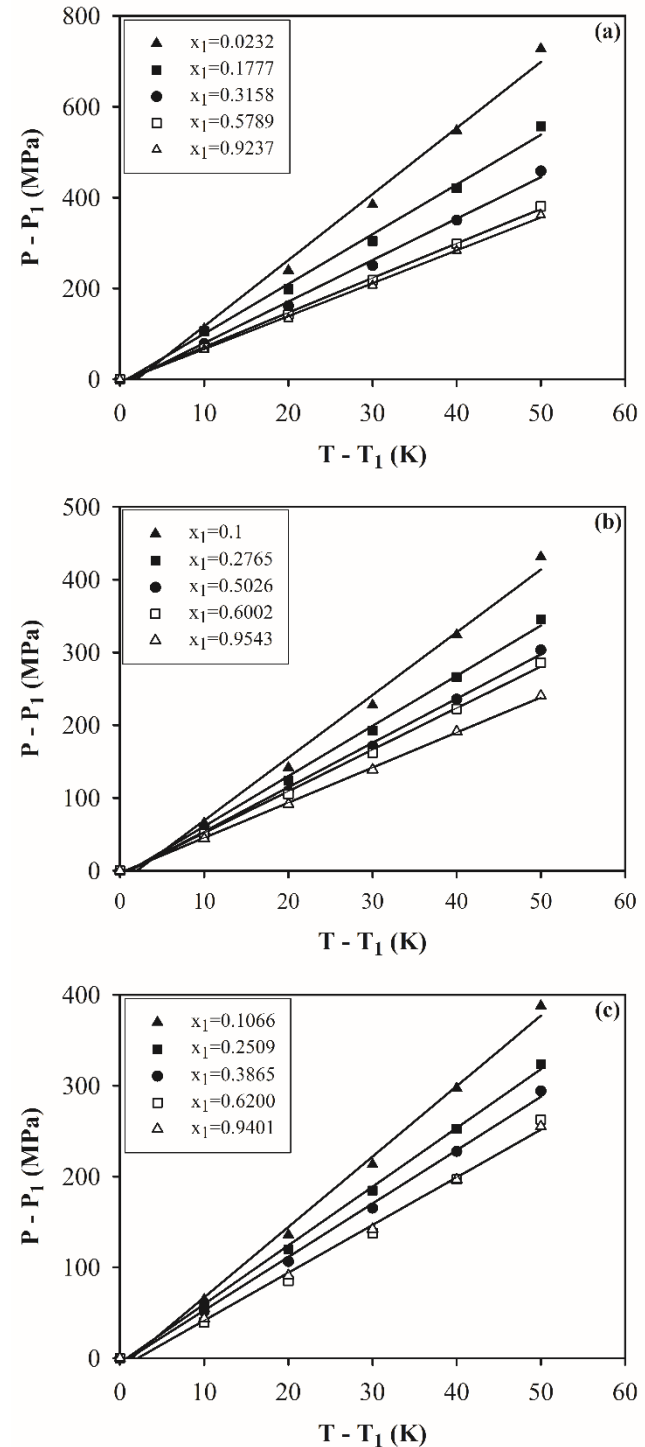 (a)
800
600
400
200
0
P - P1 (MPa)
x1=0.0232
x1=0.1777
x1=0.3158
x1=0.5789
x1=0.9237
0 10 20 30 40 50 60
T - T1 (K)
(b)
500
400
300
200
100
0
P - P1 (MPa)
x1=0.1
x1=0.2765
x1=0.5026
x1=0.6002
x1=0.9543
0 10 20 30 40 50 60
T - T1 (K)
(c)
400
300
200
100
0
P - P1 (MPa)
x1=0.1066
x1=0.2509
x1=0.3865
x1=0.6200
x1=0.9401
0 10 20 30 40 50 60
T - T1 (K)